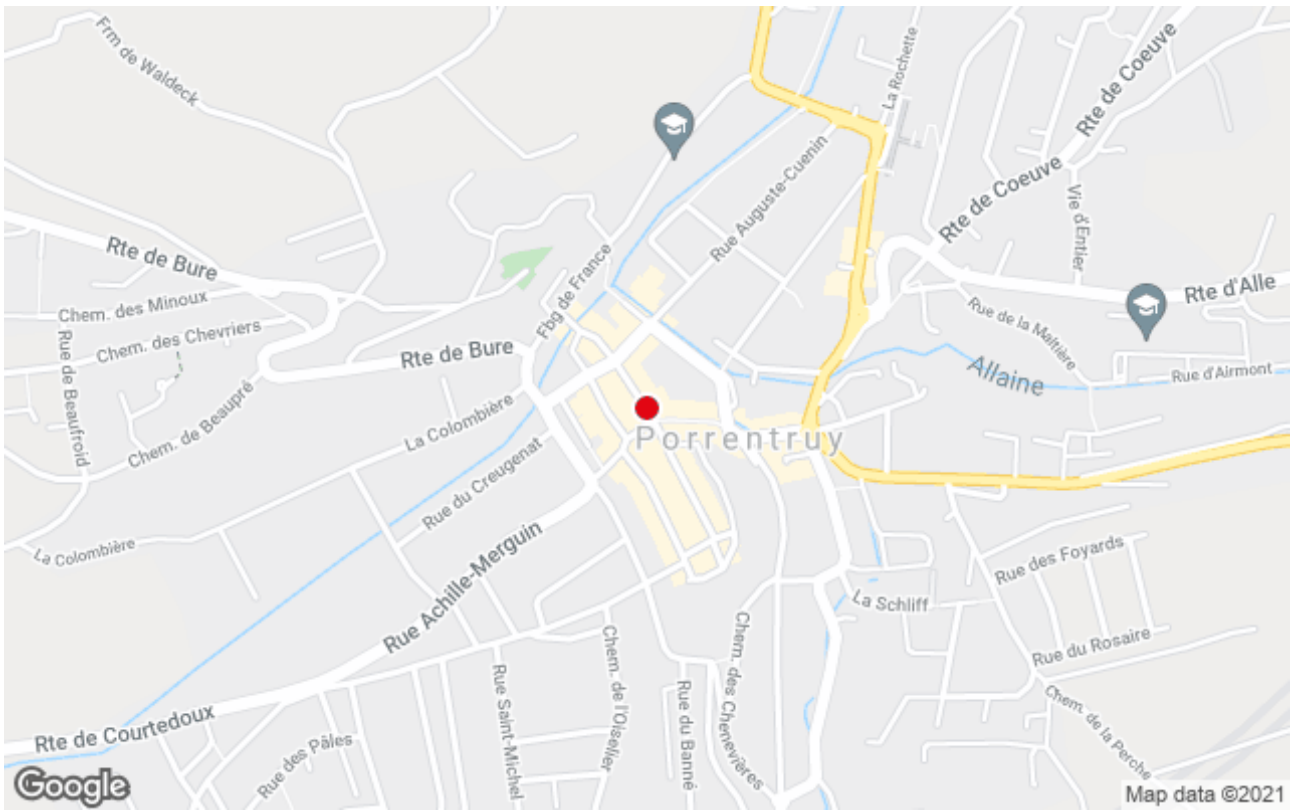 Frm de Waldeck
La Rochette
Rte de Coeuve
Rue Auguste-Cuenin
Rte de Coeuve
Vie d'Entier
Rte de Bure
Fbg de France
Chem. des Minoux
Rte d'Alle
Rue de la Maltière
Chem. des Chevriers
Rue de Beaufroid
Rte de Bure
Allaine
Rue d'Airmont
Chem. de Beaupré
La Colombière
Porrentruy
Rue du Creugenat
La Colombière
Rue Achille-Merguin
Rue des Foyards
La Schliff
Rue du Rosaire
Chem. de l'Oiselier
Chem. des Chenevières
Rue Saint-Michel
Rue du Banné
Chem. de la Perche
Rte de Courtedoux
Rue des Pâles
Google
Map data ©2021